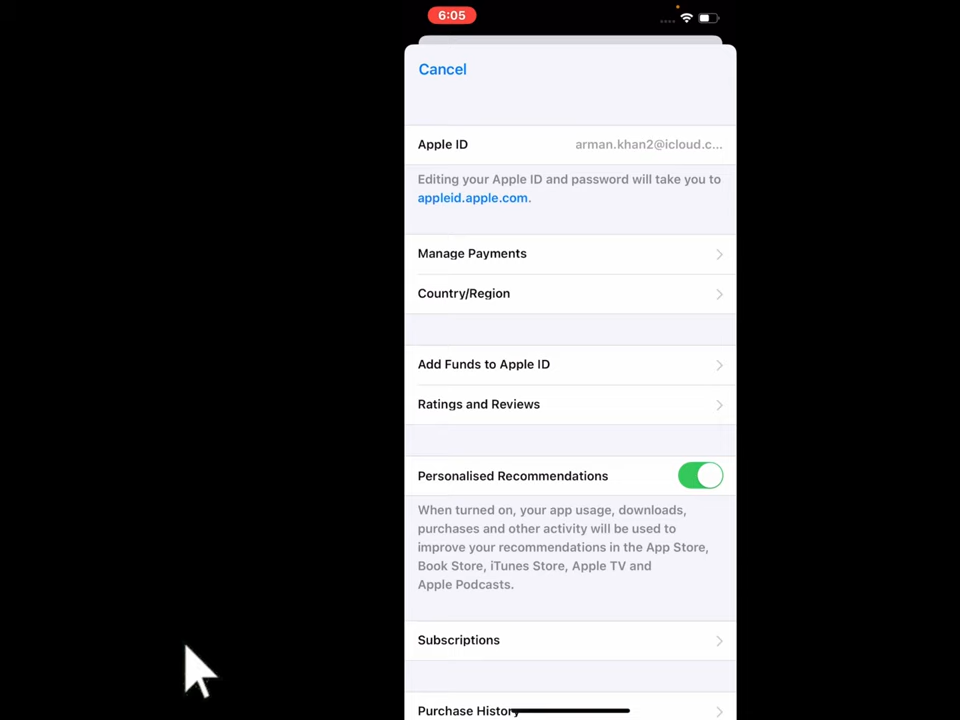 6:05
Cancel
Apple ID arman.khan2@icloud.c...
Editing your Apple ID and password will take you to
appleid.apple.com.
Manage Payments
Country/Region
Add Funds to Apple ID
Ratings and Reviews
Personalised Recommendations
When turned on, your app usage, downloads,
purchases and other activity will be used to
improve your recommendations in the App Store,
Book Store, iTunes Store, Apple TV and
Apple Podcasts.
Subscriptions
Purchase History